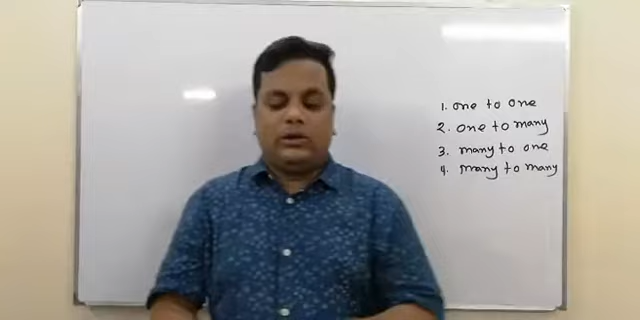 1. one to one
2. one to many
3. many to one
4. many to many